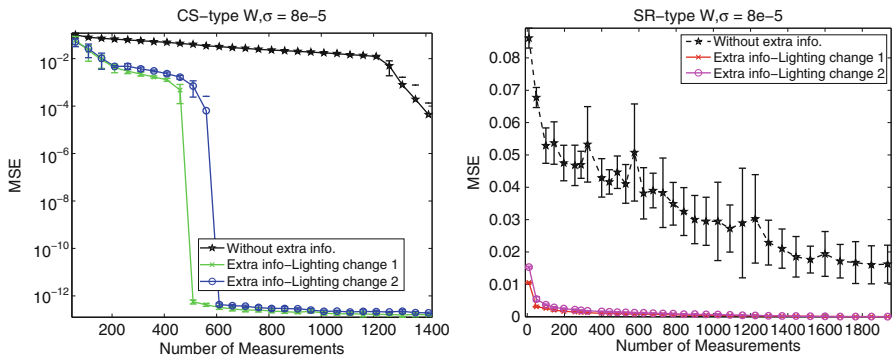 CS-type W,σ = 8e-5
MSE
10^-2
10^-4
10^-6
10^-8
10^-10
10^-12
Without extra info.
Extra info-Lighting change 1
Extra info-Lighting change 2
200 400 600 800 1000 1200 1400
Number of Measurements
SR-type W,σ = 8e-5
MSE
0.09
0.08
0.07
0.06
0.05
0.04
0.03
0.02
0.01
0
Without extra info.
Extra info-Lighting change 1
Extra info-Lighting change 2
0 200 400 600 800 1000 1200 1400 1600 1800
Number of Measurements